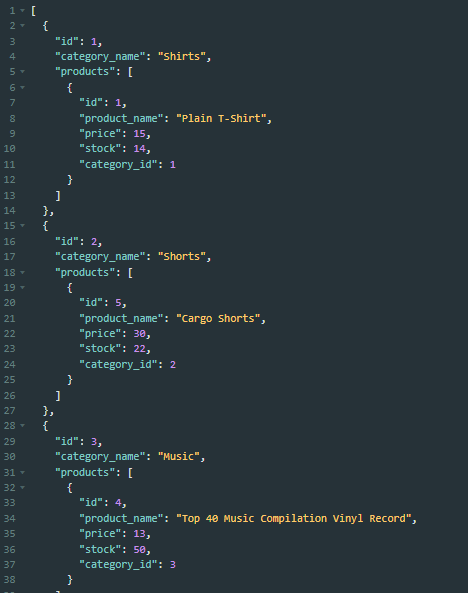 1 [
2 {
3 "id": 1,
4 "category_name": "Shirts",
5 "products": [
6 {
7 "id": 1,
8 "product_name": "Plain T-Shirt",
9 "price": 15,
10 "stock": 14,
11 "category_id": 1
12 }
13 ]
14 },
15 {
16 "id": 2,
17 "category_name": "Shorts",
18 "products": [
19 {
20 "id": 5,
21 "product_name": "Cargo Shorts",
22 "price": 30,
23 "stock": 22,
24 "category_id": 2
25 }
26 ]
27 },
28 {
29 "id": 3,
30 "category_name": "Music",
31 "products": [
32 {
33 "id": 4,
34 "product_name": "Top 40 Music Compilation Vinyl Record",
35 "price": 13,
36 "stock": 50,
37 "category_id": 3
38 }